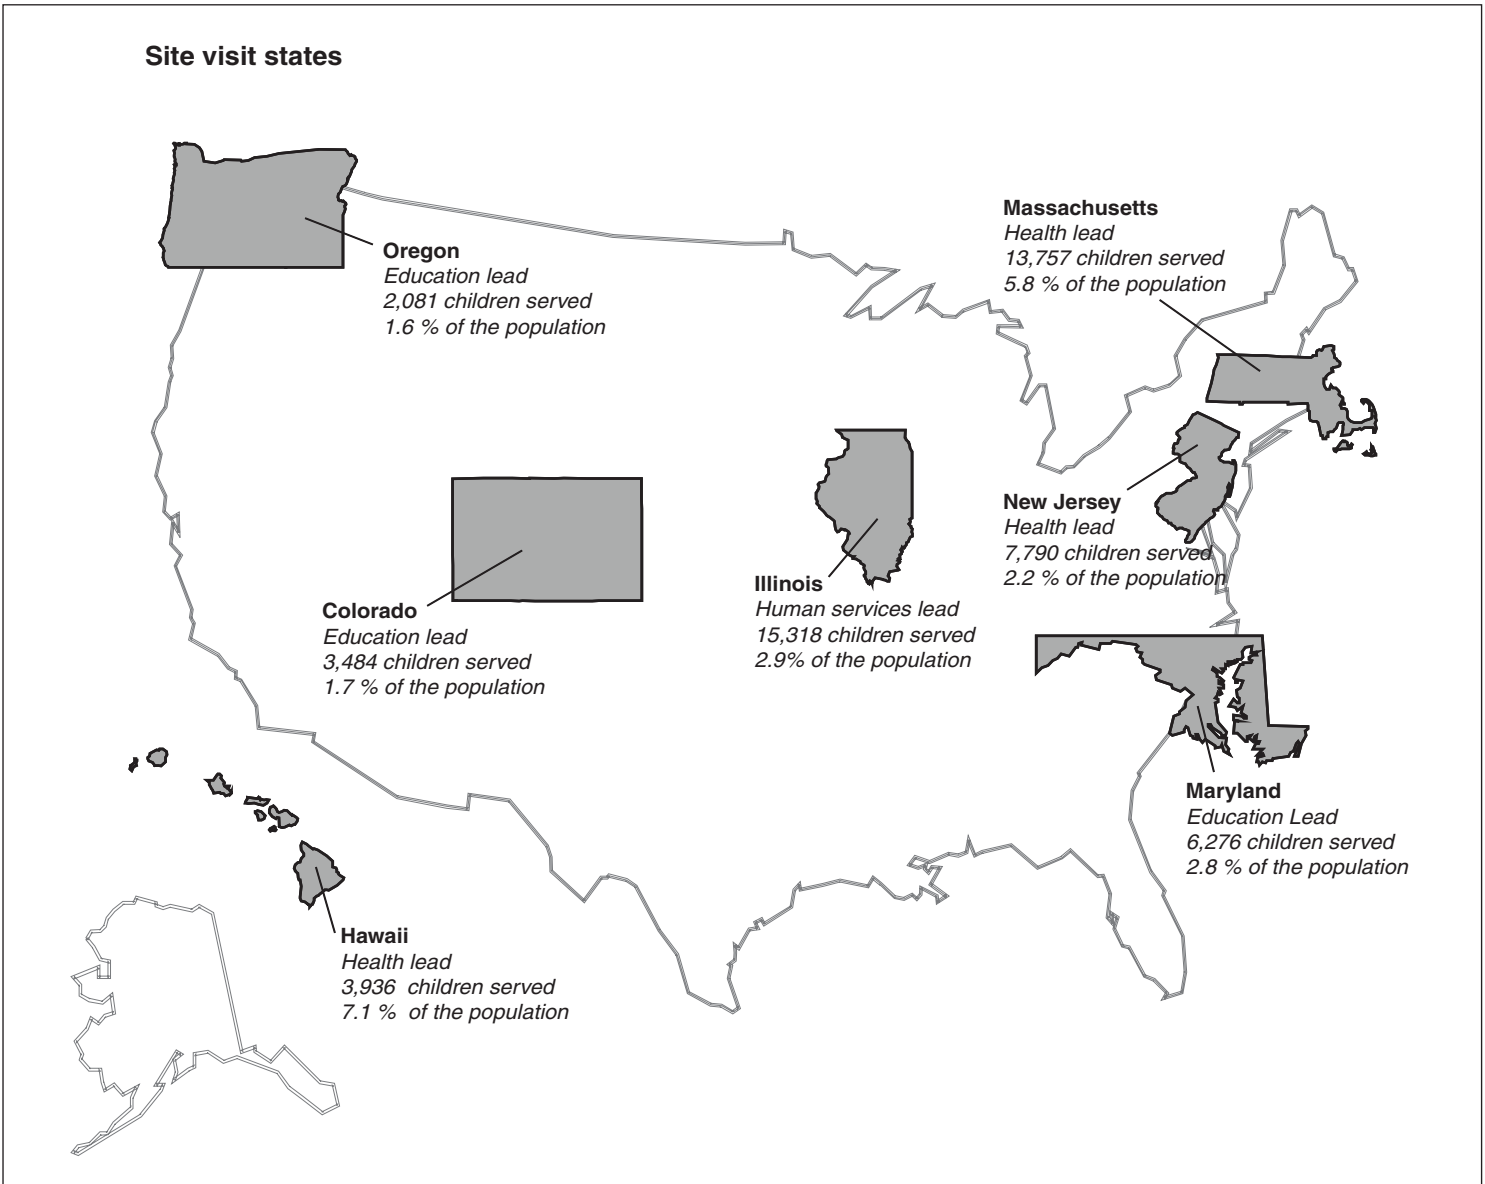 Site visit states
Oregon
Education lead
2,081 children served
1.6 % of the population
Massachusetts
Health lead
13,757 children served
5.8 % of the population
New Jersey
Health lead
7,790 children served
2.2 % of the population
Illinois
Human services lead
15,318 children served
2.9% of the population
Colorado
Education lead
3,484 children served
1.7 % of the population
Maryland
Education Lead
6,276 children served
2.8 % of the population
Hawaii
Health lead
3,936  children served
7.1 %  of the population